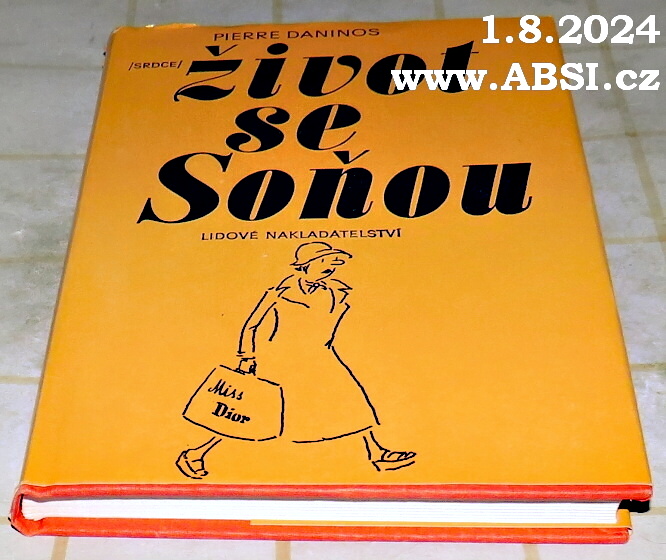 1.8.2024
www.ABSI.cz
PIERRE DANINOS
/SRDCE/
život
se
Soňou
LIDOVÉ NAKLADATELSTVÍ
Miss
Dior